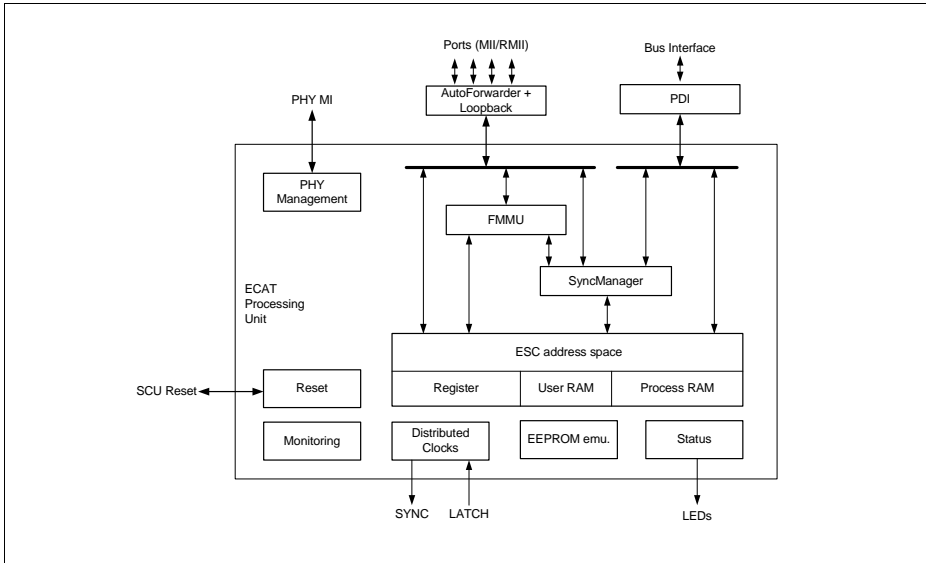 Ports (MII/RMII)
Bus Interface
PHY MI
AutoForwarder +
Loopback
PDI
PHY
Management
FMMU
SyncManager
ECAT
Processing
Unit
ESC address space
Register
User RAM
Process RAM
SCU Reset
Reset
Monitoring
Distributed
Clocks
EEPROM emu.
Status
SYNC
LATCH
LEDs